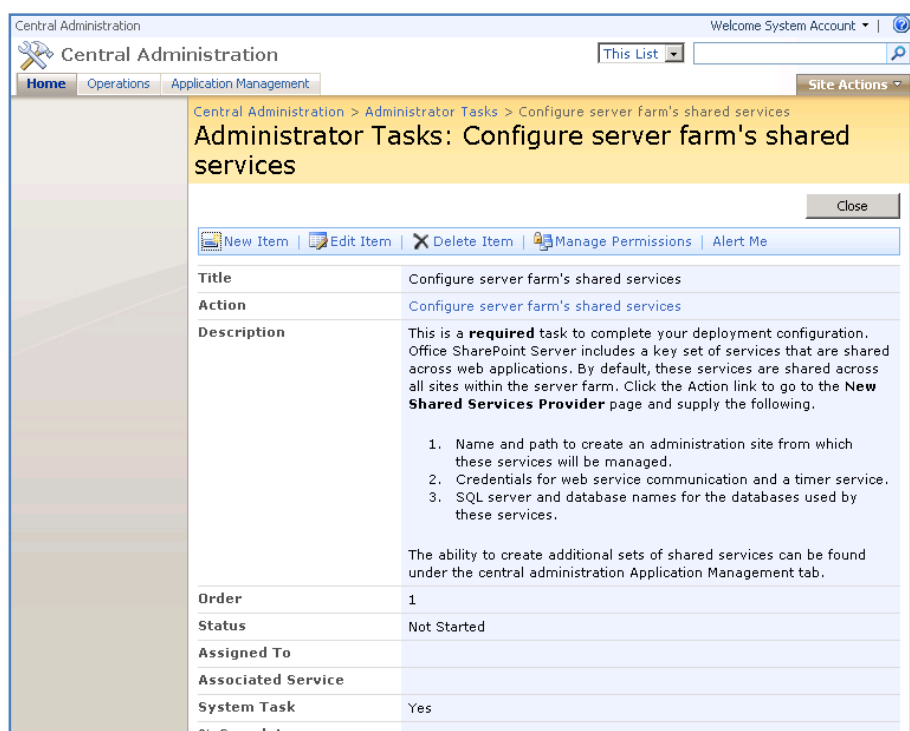 Central Administration
Welcome System Account
Central Administration
This List
Home
Operations
Application Management
Site Actions
Central Administration > Administrator Tasks > Configure server farm's shared services
Administrator Tasks: Configure server farm's shared
services
Close
New Item | Edit Item | Delete Item | Manage Permissions | Alert Me
Title Configure server farm's shared services
Action Configure server farm's shared services
Description This is a required task to complete your deployment configuration.
Office SharePoint Server includes a key set of services that are shared
across web applications. By default, these services are shared across
all sites within the server farm. Click the Action link to go to the New
Shared Services Provider page and supply the following.
1. Name and path to create an administration site from which
these services will be managed.
2. Credentials for web service communication and a timer service.
3. SQL server and database names for the databases used by
these services.
The ability to create additional sets of shared services can be found
under the central administration Application Management tab.
Order 1
Status Not Started
Assigned To
Associated Service
System Task Yes